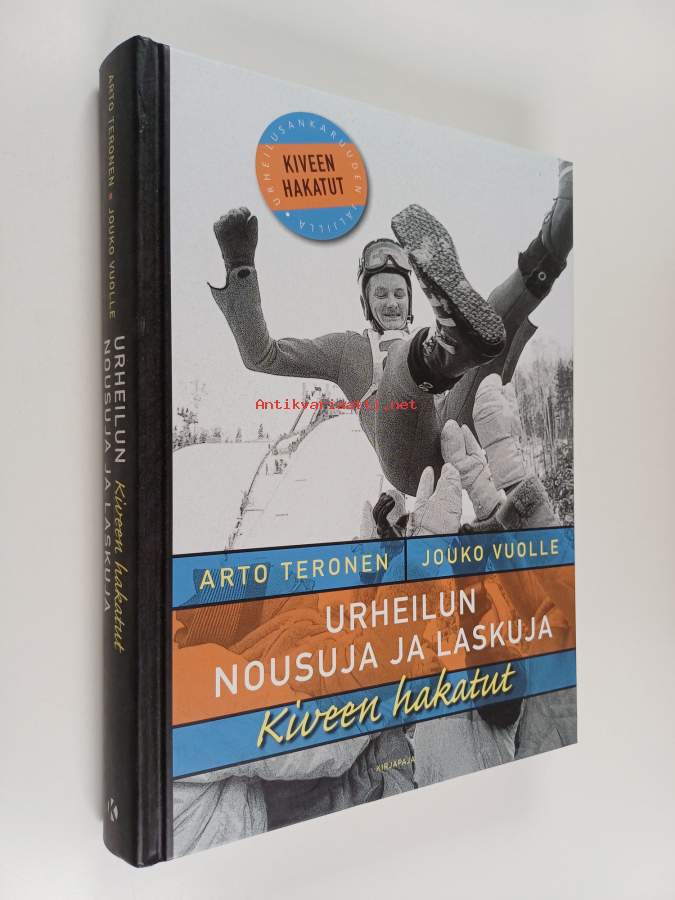 ARTO TERONEN • JOUKO VUOLLE
URHEILUN
NOUSUJA JA LASKUJA
Kiveen hakatut
K
URHEILUSANKARUUDEN JALJILLA
KIVEEN
HAKATUT
Antikvariaatti.net
ARTO TERONEN
JOUKO VUOLLE
URHEILUN
NOUSUJA JA LASKUJA
Kiveen hakatut
KIRJAPAJA